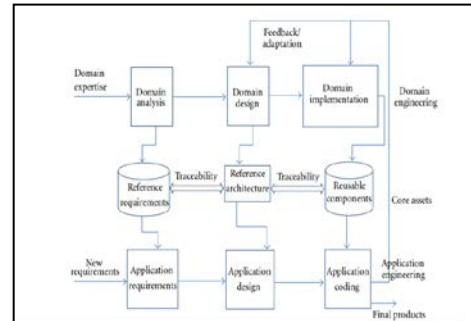 Feedback/
adaptation
Domain
expertise
Domain
analysis
Domain
design
Domain
implementation
Domain
engineering
Traceability
Traceability
Reference
requirements
Reference
architecture
Reusable
components
Core assets
New
requirements
Application
requirements
Application
design
Application
coding
Application
engineering
Final products